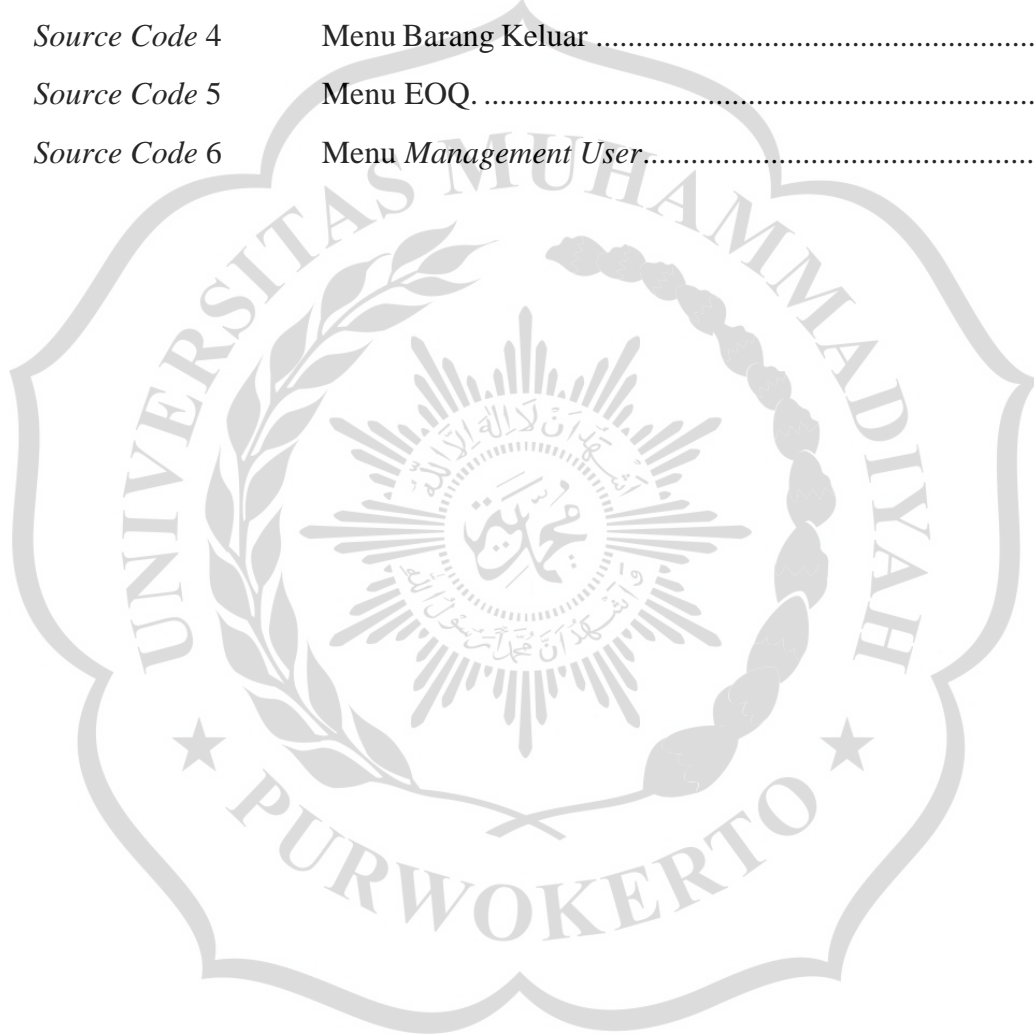 Source Code 4 Menu Barang Keluar ........................................................
Source Code 5 Menu EOQ. ......................................................................
Source Code 6 Menu Management User..................................................
UNIVERSITAS MUHAMMADIYAH
PURWOKERTO